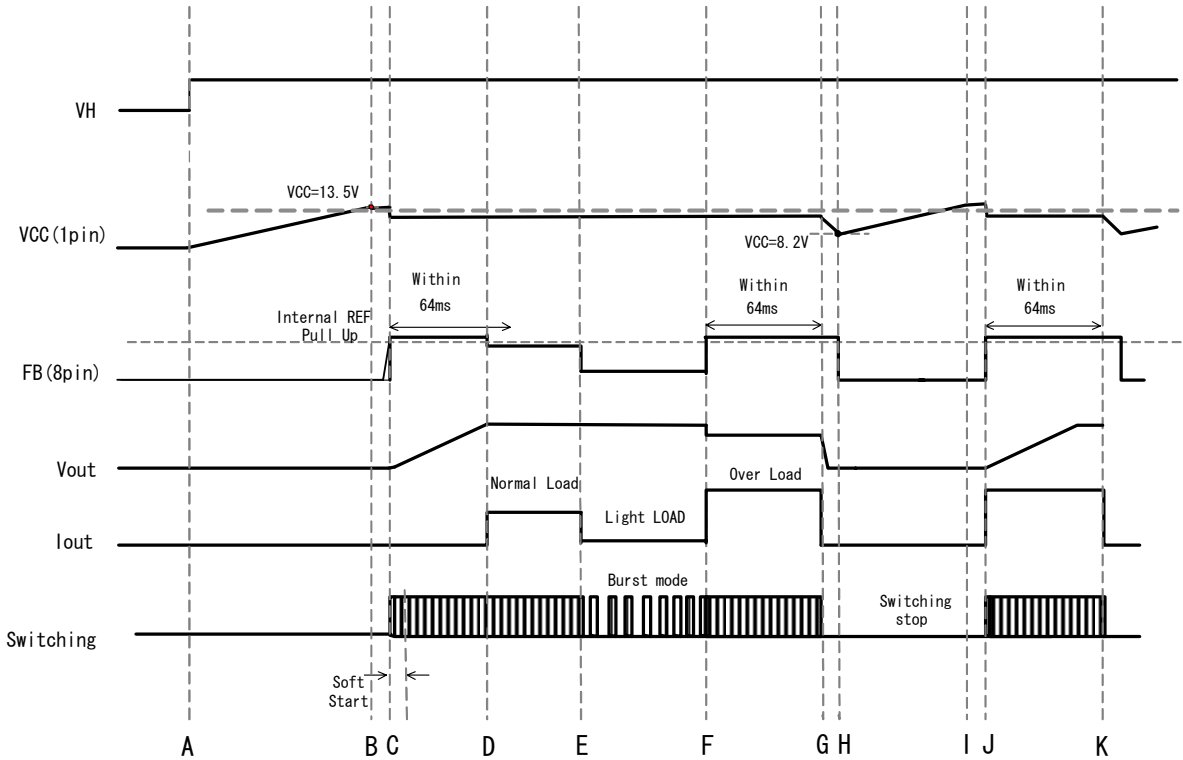 VH
VCC=13.5V
VCC(1pin)
VCC=8.2V
Within
64ms
Within
64ms
Within
64ms
Internal REF
Pull Up
FB(8pin)
Vout
Normal Load
Over Load
Light LOAD
Iout
Burst mode
Switching
stop
Switching
Soft
Start
A B C D E F G H I J K